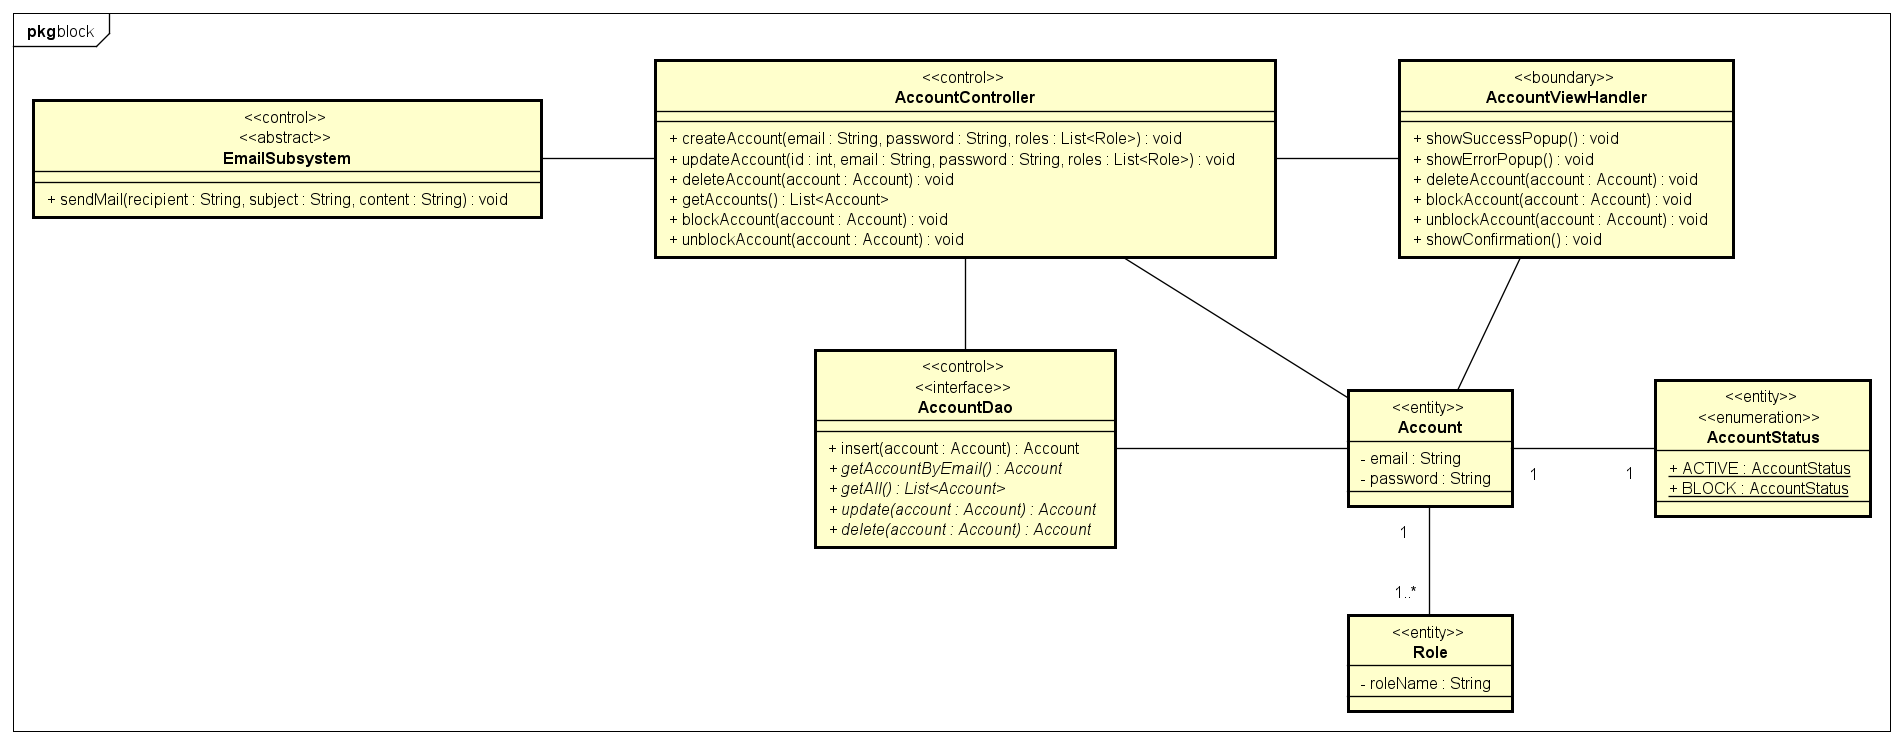 pkg block
<<control>>
<<abstract>>
EmailSubsystem
+ sendMail(recipient : String, subject : String, content : String) : void
<<control>>
AccountController
+ createAccount(email : String, password : String, roles : List<Role>) : void
+ updateAccount(id : int, email : String, password : String, roles : List<Role>) : void
+ deleteAccount(account : Account) : void
+ getAccounts() : List<Account>
+ blockAccount(account : Account) : void
+ unblockAccount(account : Account) : void
<<boundary>>
AccountViewHandler
+ showSuccessPopup() : void
+ showErrorPopup() : void
+ deleteAccount(account : Account) : void
+ blockAccount(account : Account) : void
+ unblockAccount(account : Account) : void
+ showConfirmation() : void
<<control>>
<<interface>>
AccountDao
+ insert(account : Account) : Account
+ getAccountByEmail() : Account
+ getAll() : List<Account>
+ update(account : Account) : Account
+ delete(account : Account) : Account
<<entity>>
Account
- email : String
- password : String
1
1
<<entity>>
<<enumeration>>
AccountStatus
+ ACTIVE : AccountStatus
+ BLOCK : AccountStatus
1
1..*
<<entity>>
Role
- roleName : String